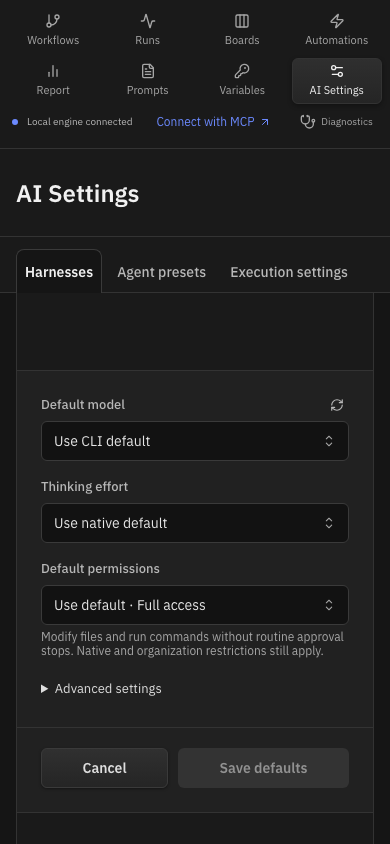 Workflows
Runs
Boards
Automations
Report
Prompts
Variables
AI Settings
Local engine connected
Connect with MCP
Diagnostics
AI Settings
Harnesses
Agent presets
Execution settings
Default model
Use CLI default
Thinking effort
Use native default
Default permissions
Use default · Full access
Modify files and run commands without routine approval
stops. Native and organization restrictions still apply.
Advanced settings
Cancel
Save defaults